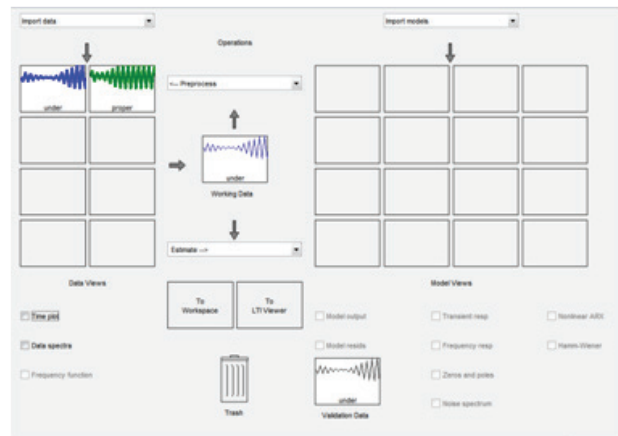 Import data
Import models
Operations
<-- Preprocess
under
proper
under
Working Data
Estimate -->
Data Views
Model Views
To Workspace
To LTI Viewer
Time plot
Data spectra
Frequency function
Model output
Transient resp
Nonlinear ARX
Model resids
Frequency resp
Hamm-Wiener
Zeros and poles
Noise spectrum
Trash
under
Validation Data